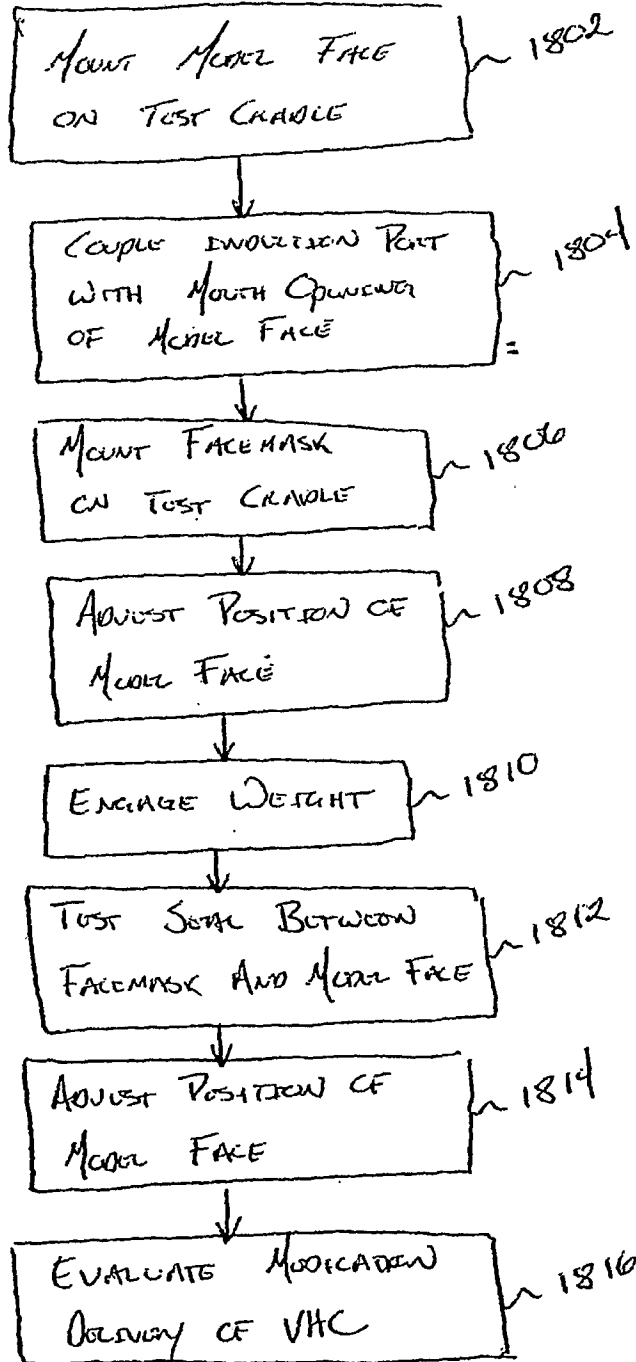 MOUNT MODEL FACE
ON TEST CRADLE
1802
COUPLE INDUCTION PORT
WITH MOUTH OPENING
OF MODEL FACE
1804
MOUNT FACEMASK
ON TEST CRADLE
1806
ADJUST POSITION OF
MODEL FACE
1808
ENGAGE WEIGHT
1810
TEST SEAL BETWEEN
FACEMASK AND MODEL FACE
1812
ADJUST POSITION OF
MODEL FACE
1814
EVALUATE MEDICATION
DELIVERY OF VHC
1816